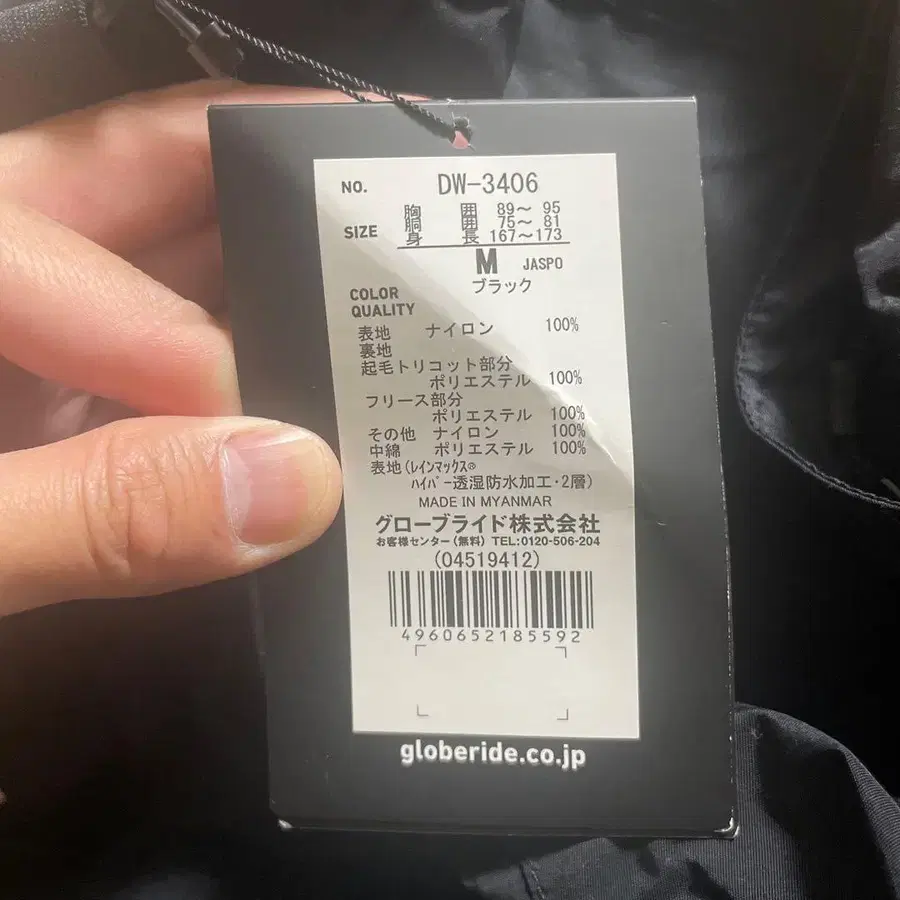 NO. DW-3406
胸囲 89～ 95
胴囲 75～ 81
SIZE 身長 167～173
M JASPO
ブラック
COLOR
QUALITY
表地 ナイロン 100%
裏地
起毛トリコット部分
ポリエステル 100%
フリース部分
ポリエステル 100%
その他 ナイロン 100%
中綿 ポリエステル 100%
表地(レインマックス®
ハイパー透湿防水加工・2層)
MADE IN MYANMAR
グローブライド株式会社
お客様センター(無料) TEL:0120-506-204
(04519412)
4960652185592
globeride.co.jp